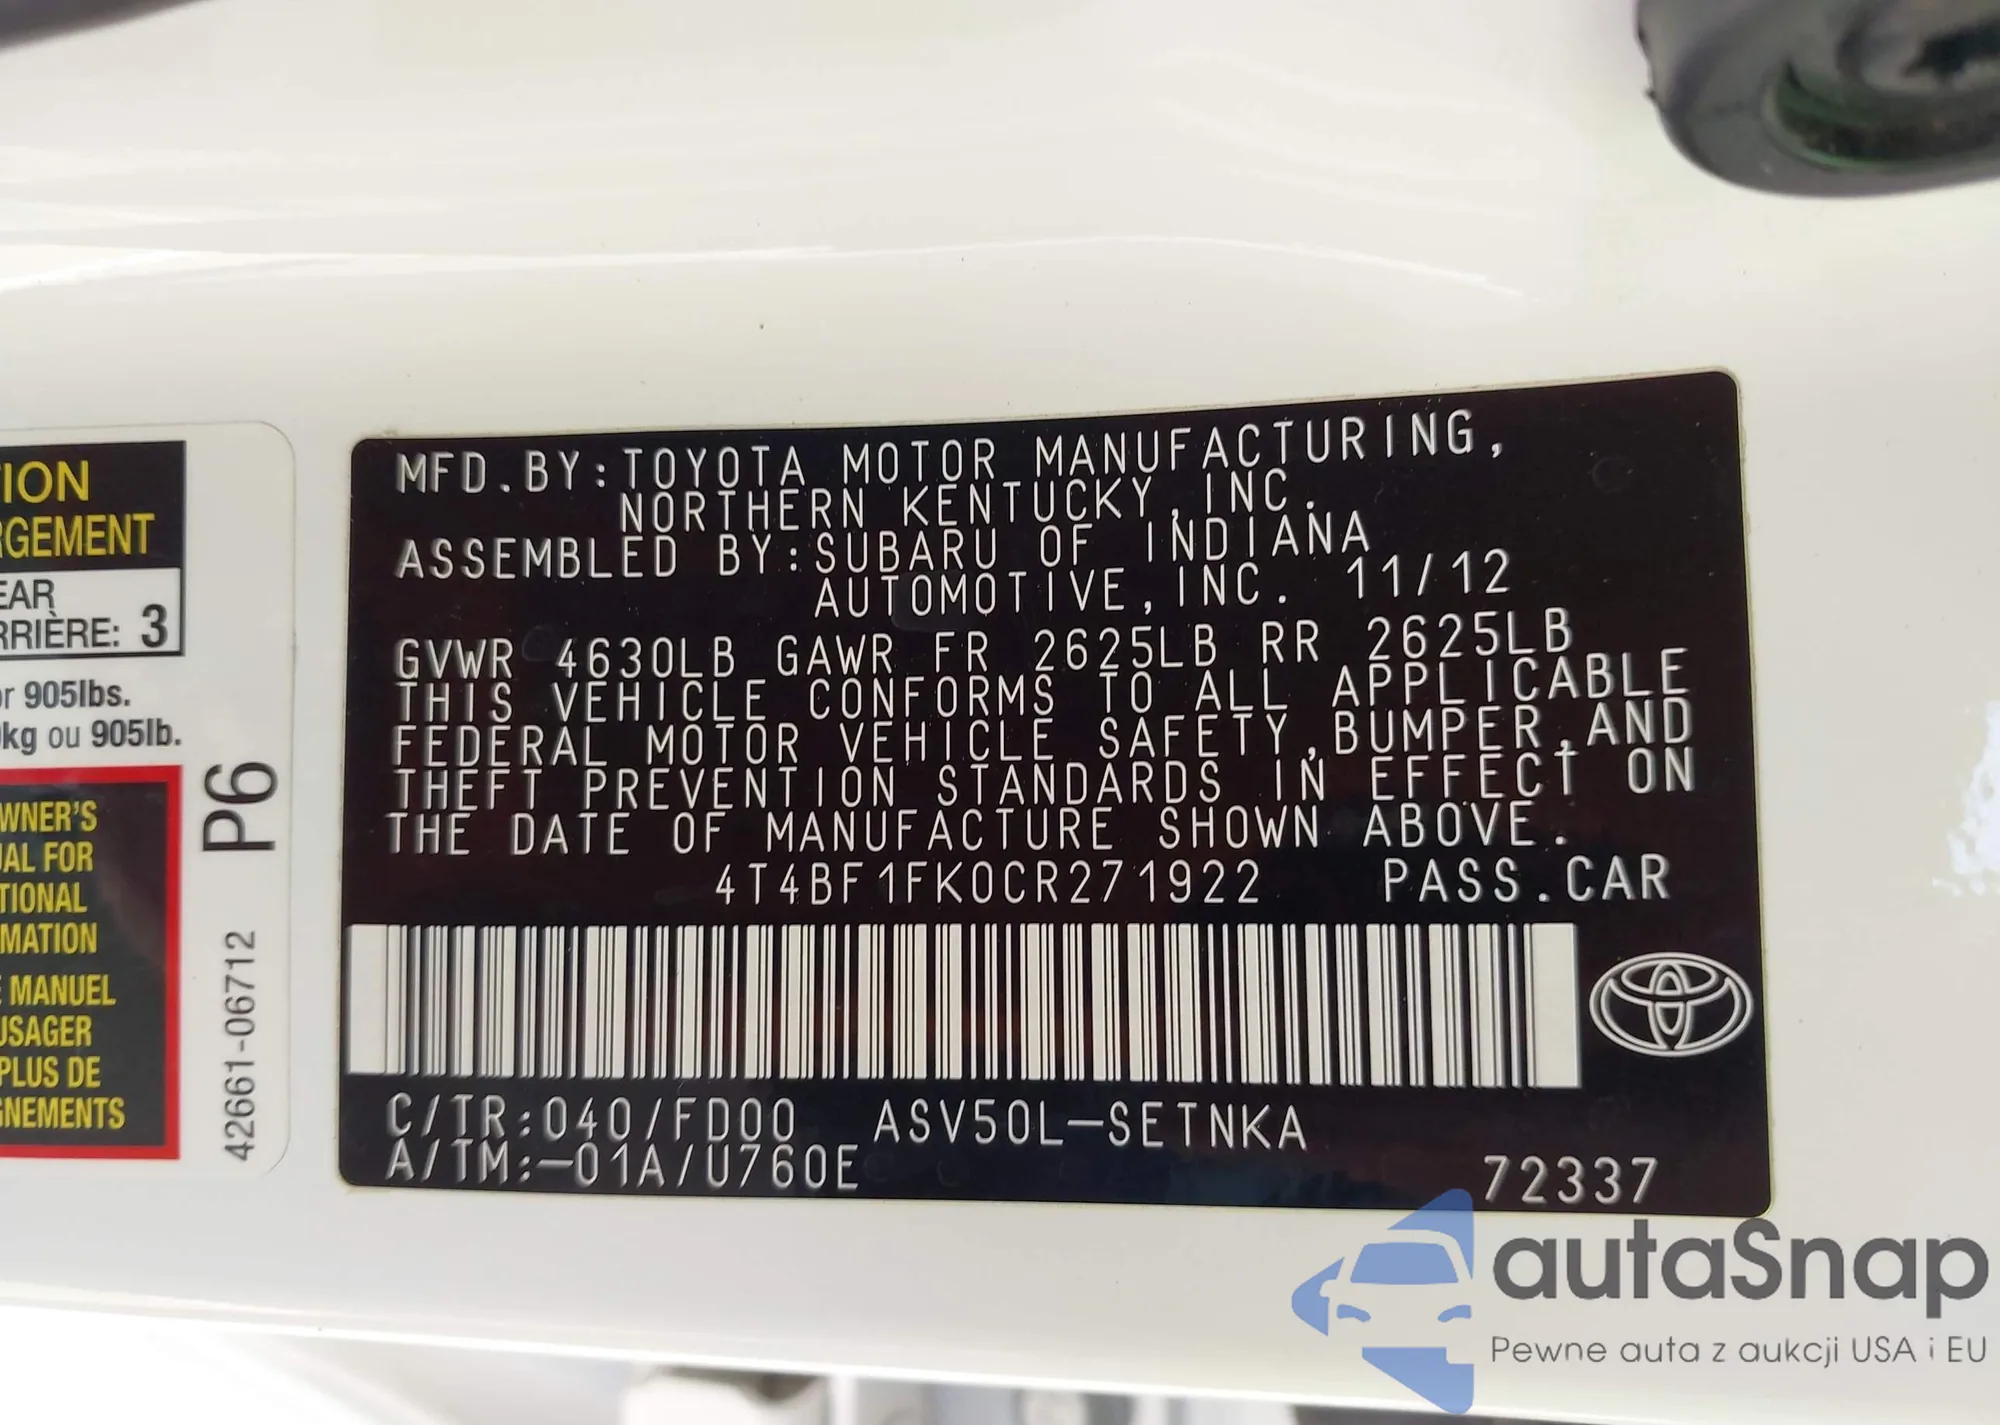 TION
RGEMENT
EAR
RRIÈRE: 3
or 905lbs.
kg ou 905lb.
WNER'S
UAL FOR
TIONAL
MATION
E MANUEL
USAGER
PLUS DE
GNEMENTS
P6
42661-06712
MFD.BY:TOYOTA MOTOR MANUFACTURING,
NORTHERN KENTUCKY,INC.
ASSEMBLED BY:SUBARU OF INDIANA
AUTOMOTIVE,INC. 11/12
GVWR 4630LB GAWR FR 2625LB RR 2625LB
THIS VEHICLE CONFORMS TO ALL APPLICABLE
FEDERAL MOTOR VEHICLE SAFETY,BUMPER,AND
THEFT PREVENTION STANDARDS IN EFFECT ON
THE DATE OF MANUFACTURE SHOWN ABOVE.
4T4BF1FK0CR271922 PASS.CAR
C/TR:040/FD00 ASV50L-SETNKA
A/TM:-01A/U760E
72337
autaSnap
Pewne auta z aukcji USA i EU